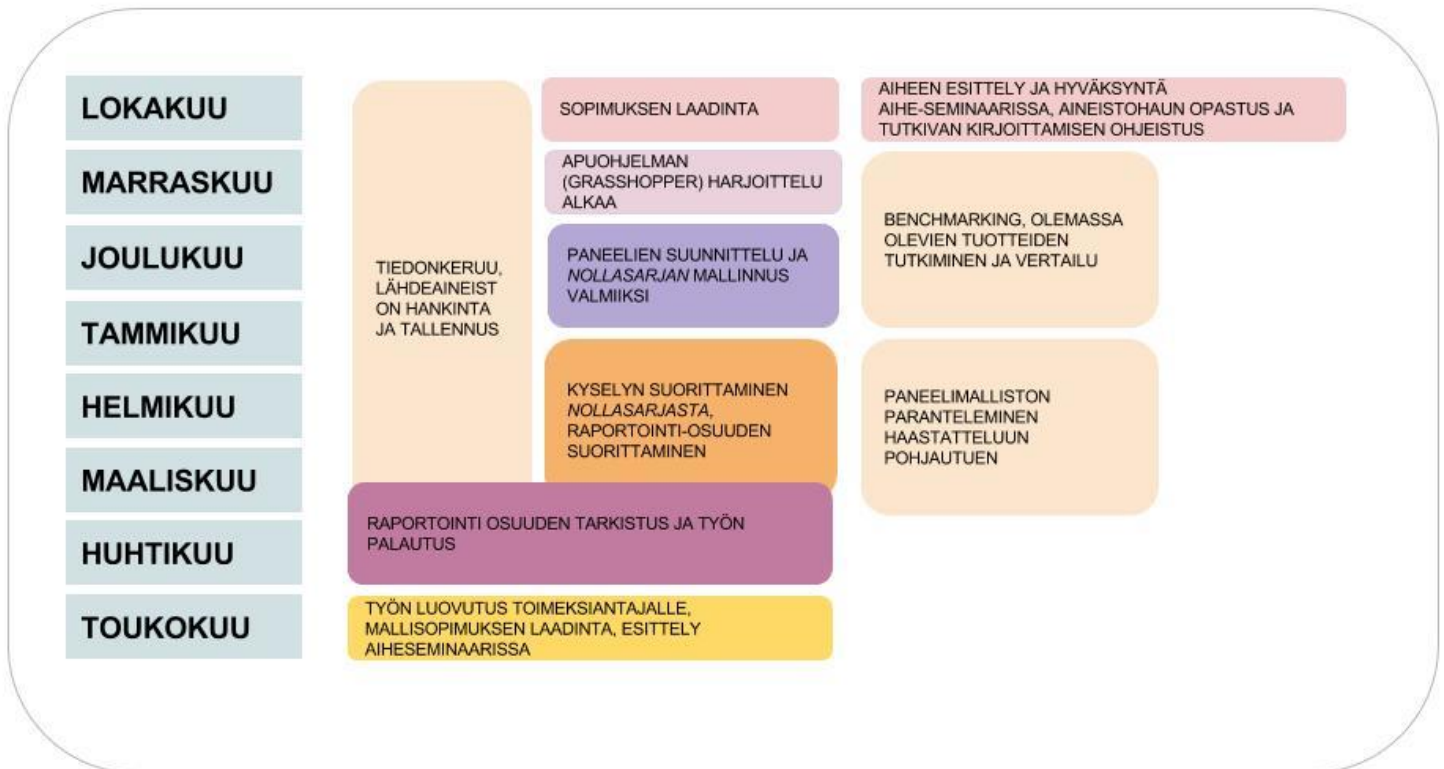 LOKAKUU
MARRASKUU
JOULUKUU
TAMMIKUU
HELMIKUU
MAALISKUU
HUHTIKUU
TOUKOKUU
TIEDONKERUU,
LÄHDEAINEIST
ON HANKINTA
JA TALLENNUS
SOPIMUKSEN LAADINTA
APUOHJELMAN
(GRASSHOPPER) HARJOITTELU
ALKAA
PANEELIEN SUUNNITTELU JA
NOLLASARJAN MALLINNUS
VALMIIKSI
KYSELYN SUORITTAMINEN
NOLLASARJASTA,
RAPORTOINTI-OSUUDEN
SUORITTAMINEN
AIHEEN ESITTELY JA HYVÄKSYNTÄ
AIHE-SEMINAARISSA, AINEISTOHAUN OPASTUS JA
TUTKIVAN KIRJOITTAMISEN OHJEISTUS
BENCHMARKING, OLEMASSA
OLEVIEN TUOTTEIDEN
TUTKIMINEN JA VERTAILU
PANEELIMALLISTON
PARANTELEMINEN
HAASTATTELUUN
POHJAUTUEN
RAPORTOINTI OSUUDEN TARKISTUS JA TYÖN
PALAUTUS
TYÖN LUOVUTUS TOIMEKSIANTAJALLE,
MALLISOPIMUKSEN LAADINTA, ESITTELY
AIHESEMINAARISSA